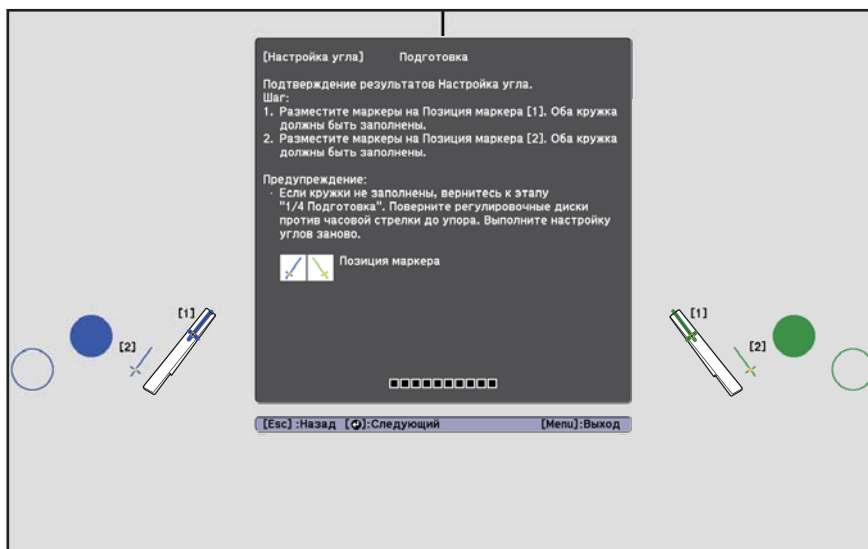 [Настройка угла] Подготовка
Подтверждение результатов Настройка угла.
Шаг:
1. Разместите маркеры на Позиция маркера [1]. Оба кружка
должны быть заполнены.
2. Разместите маркеры на Позиция маркера [2]. Оба кружка
должны быть заполнены.
Предупреждение:
· Если кружки не заполнены, вернитесь к этапу
"1/4 Подготовка". Поверните регулировочные диски
против часовой стрелки до упора. Выполните настройку
углов заново.
Позиция маркера
[1]
[2]
[1]
[2]
[Esc] :Назад [⏎]:Следующий [Menu]:Выход